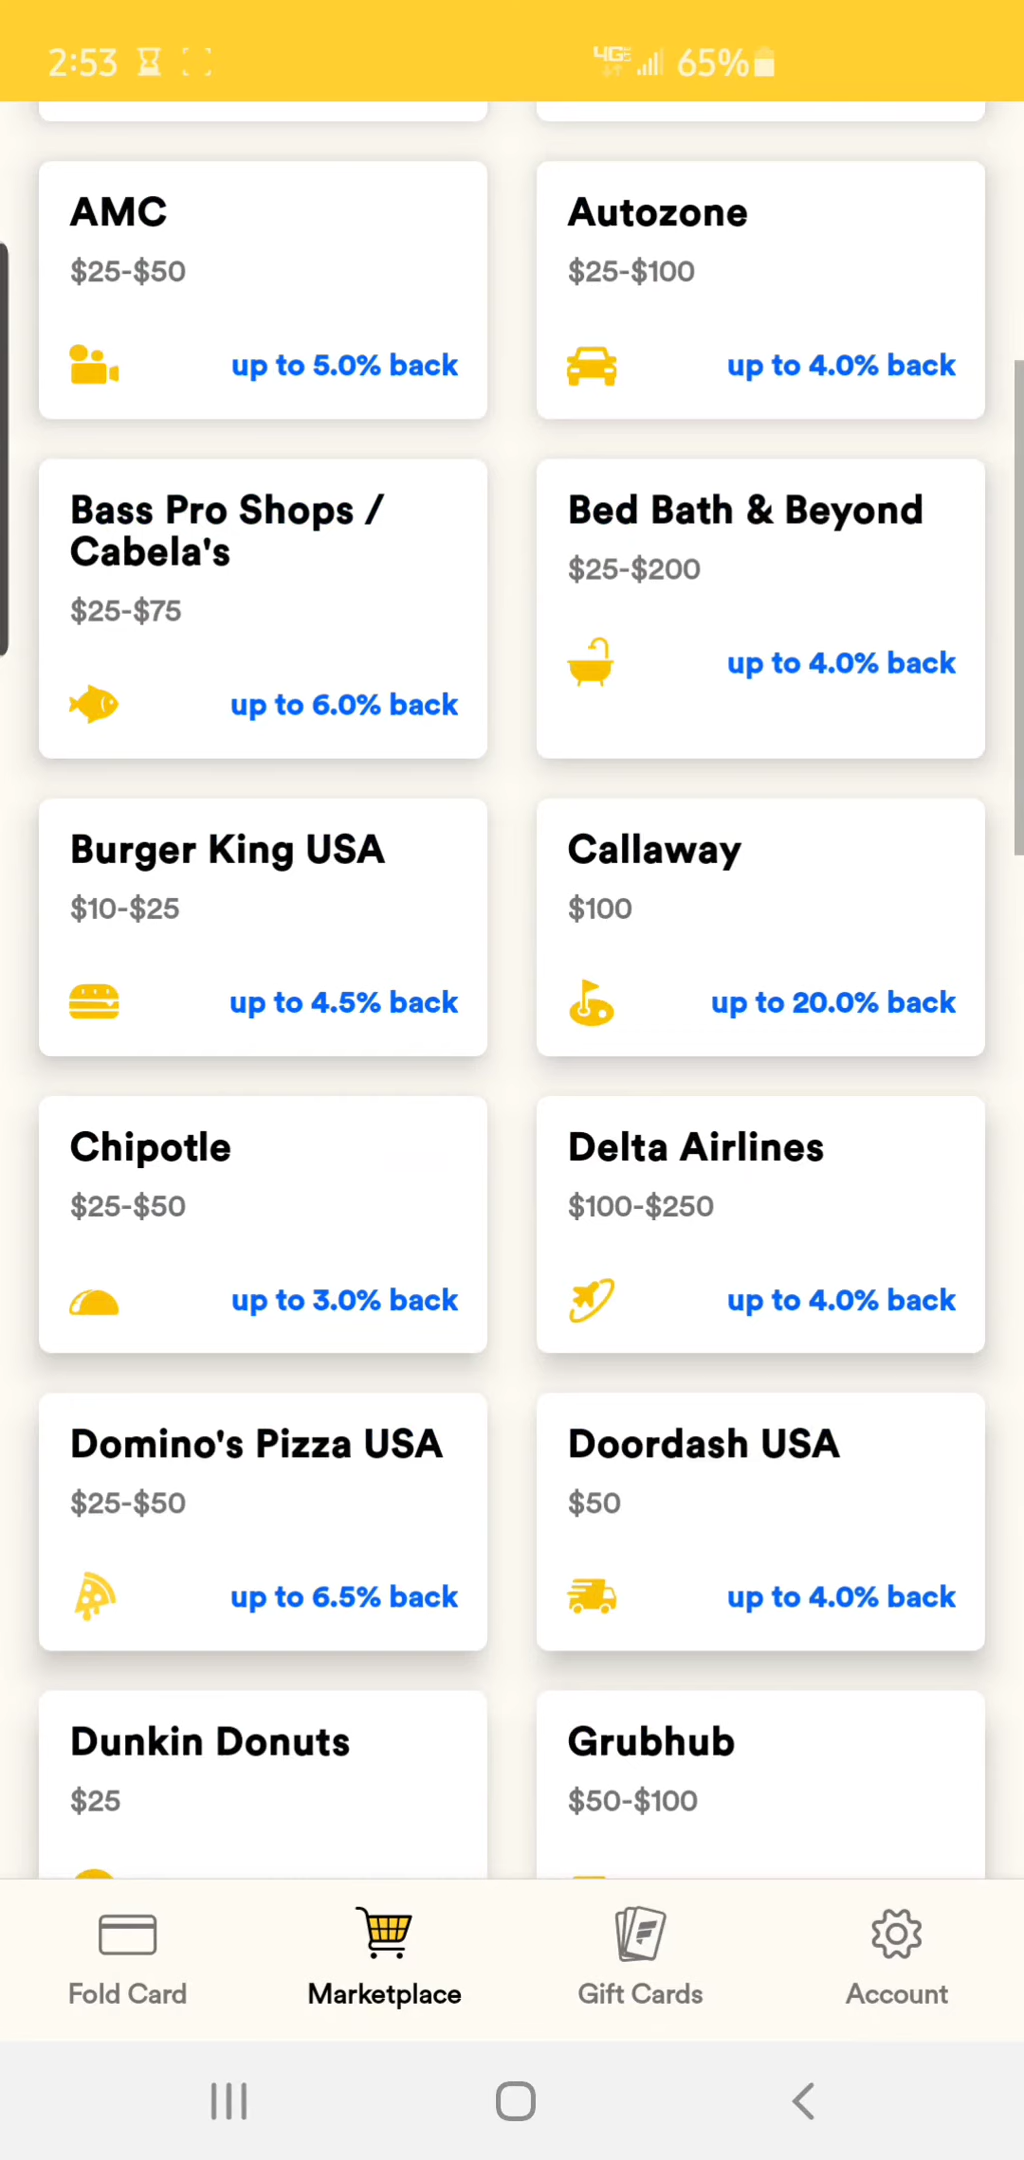 2:53
4GE 65%
AMC
$25-$50
up to 5.0% back
Autozone
$25-$100
up to 4.0% back
Bass Pro Shops /
Cabela's
$25-$75
up to 6.0% back
Bed Bath & Beyond
$25-$200
up to 4.0% back
Burger King USA
$10-$25
up to 4.5% back
Callaway
$100
up to 20.0% back
Chipotle
$25-$50
up to 3.0% back
Delta Airlines
$100-$250
up to 4.0% back
Domino's Pizza USA
$25-$50
up to 6.5% back
Doordash USA
$50
up to 4.0% back
Dunkin Donuts
$25
Grubhub
$50-$100
Fold Card
Marketplace
Gift Cards
Account